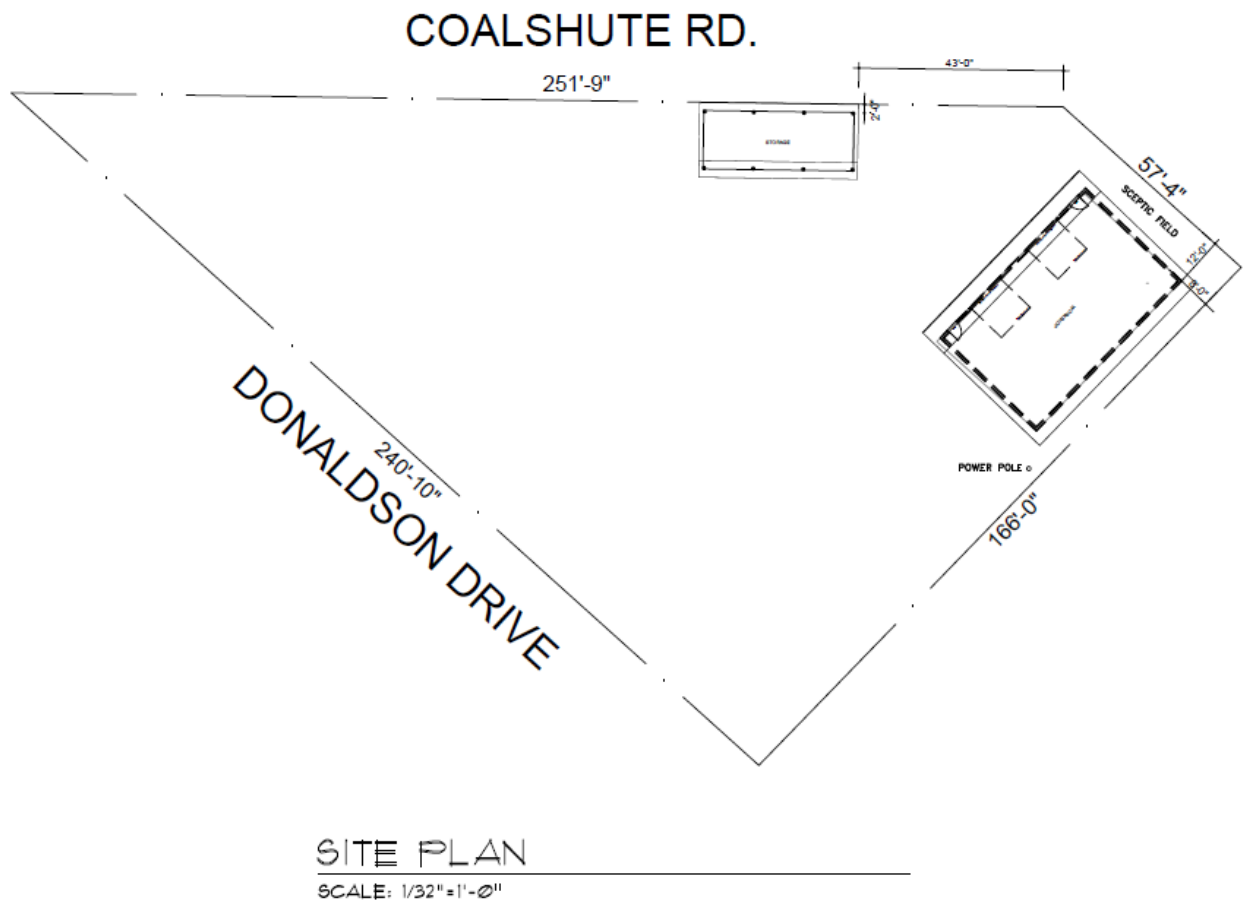 COALSHUTE RD.
43'-0"
251'-9"
2'-0"
STORAGE
57'-4"
SCEPTIC FIELD
12'-0"
8'-0"
DONALDSON DRIVE
240'-10"
POWER POLE
166'-0"
SITE PLAN
SCALE: 1/32"=1'-0"